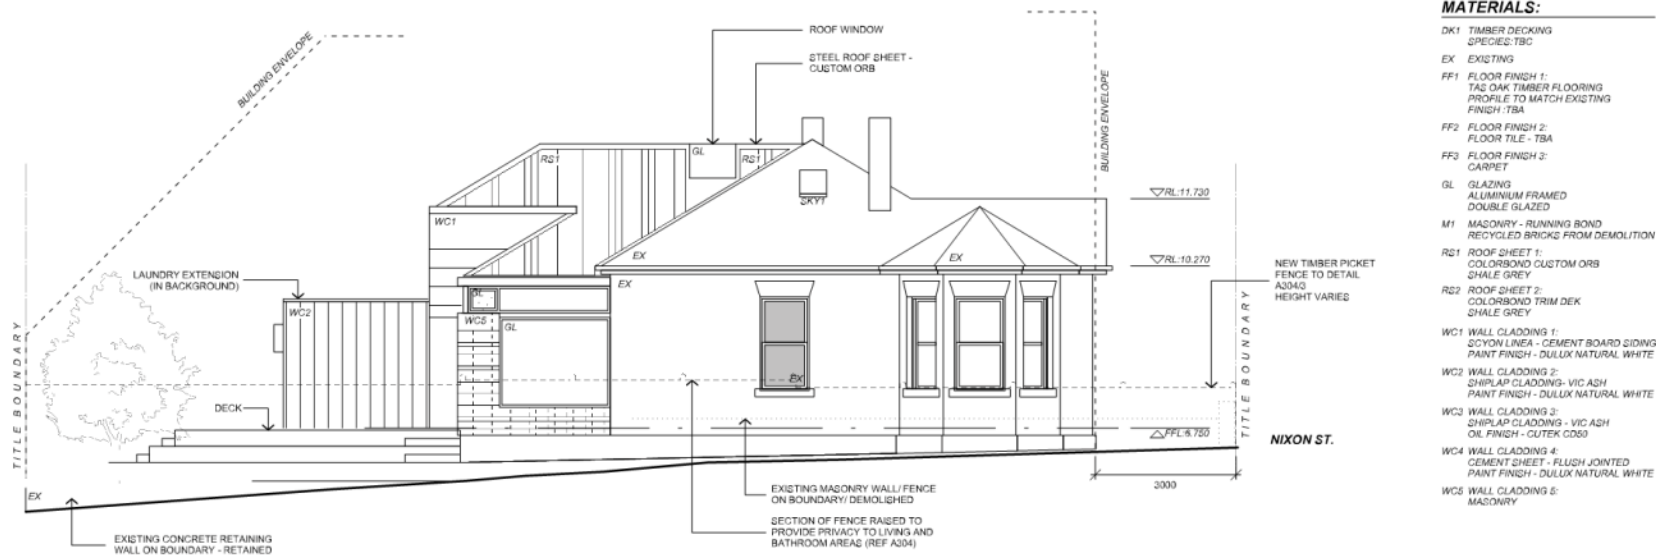 ROOF WINDOW
STEEL ROOF SHEET -
CUSTOM ORB
BUILDING ENVELOPE
BUILDING ENVELOPE
GL
RS1
RS1
SKY1
WC1
EX
EX
EX
RL:11.730
RL:10.270
LAUNDRY EXTENSION
(IN BACKGROUND)
WC2
GL
WC5
GL
EX
NEW TIMBER PICKET
FENCE TO DETAIL
A304/3
HEIGHT VARIES
TITLE BOUNDARY
TITLE BOUNDARY
DECK
FFL:6.750
NIXON ST.
3000
EX
EXISTING MASONRY WALL/ FENCE
ON BOUNDARY/ DEMOLISHED
SECTION OF FENCE RAISED TO
PROVIDE PRIVACY TO LIVING AND
BATHROOM AREAS (REF A304)
EXISTING CONCRETE RETAINING
WALL ON BOUNDARY - RETAINED
MATERIALS:
DK1 TIMBER DECKING
SPECIES:TBC
EX EXISTING
FF1 FLOOR FINISH 1:
TAS OAK TIMBER FLOORING
PROFILE TO MATCH EXISTING
FINISH :TBA
FF2 FLOOR FINISH 2:
FLOOR TILE - TBA
FF3 FLOOR FINISH 3:
CARPET
GL GLAZING
ALUMINIUM FRAMED
DOUBLE GLAZED
M1 MASONRY - RUNNING BOND
RECYCLED BRICKS FROM DEMOLITION
RS1 ROOF SHEET 1:
COLORBOND CUSTOM ORB
SHALE GREY
RS2 ROOF SHEET 2:
COLORBOND TRIM DEK
SHALE GREY
WC1 WALL CLADDING 1:
SCYON LINEA - CEMENT BOARD SIDING
PAINT FINISH - DULUX NATURAL WHITE
WC2 WALL CLADDING 2:
SHIPLAP CLADDING- VIC ASH
PAINT FINISH - DULUX NATURAL WHITE
WC3 WALL CLADDING 3:
SHIPLAP CLADDING - VIC ASH
OIL FINISH - CUTEK CD50
WC4 WALL CLADDING 4:
CEMENT SHEET - FLUSH JOINTED
PAINT FINISH - DULUX NATURAL WHITE
WC5 WALL CLADDING 5:
MASONRY